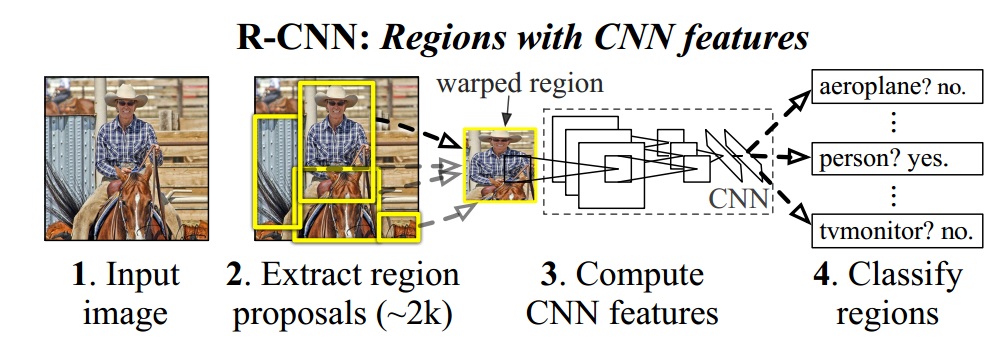 R-CNN: Regions with CNN features
warped region
aeroplane? no.
⋮
person? yes.
⋮
tvmonitor? no.
CNN
1. Input
image
2. Extract region
proposals (~2k)
3. Compute
CNN features
4. Classify
regions